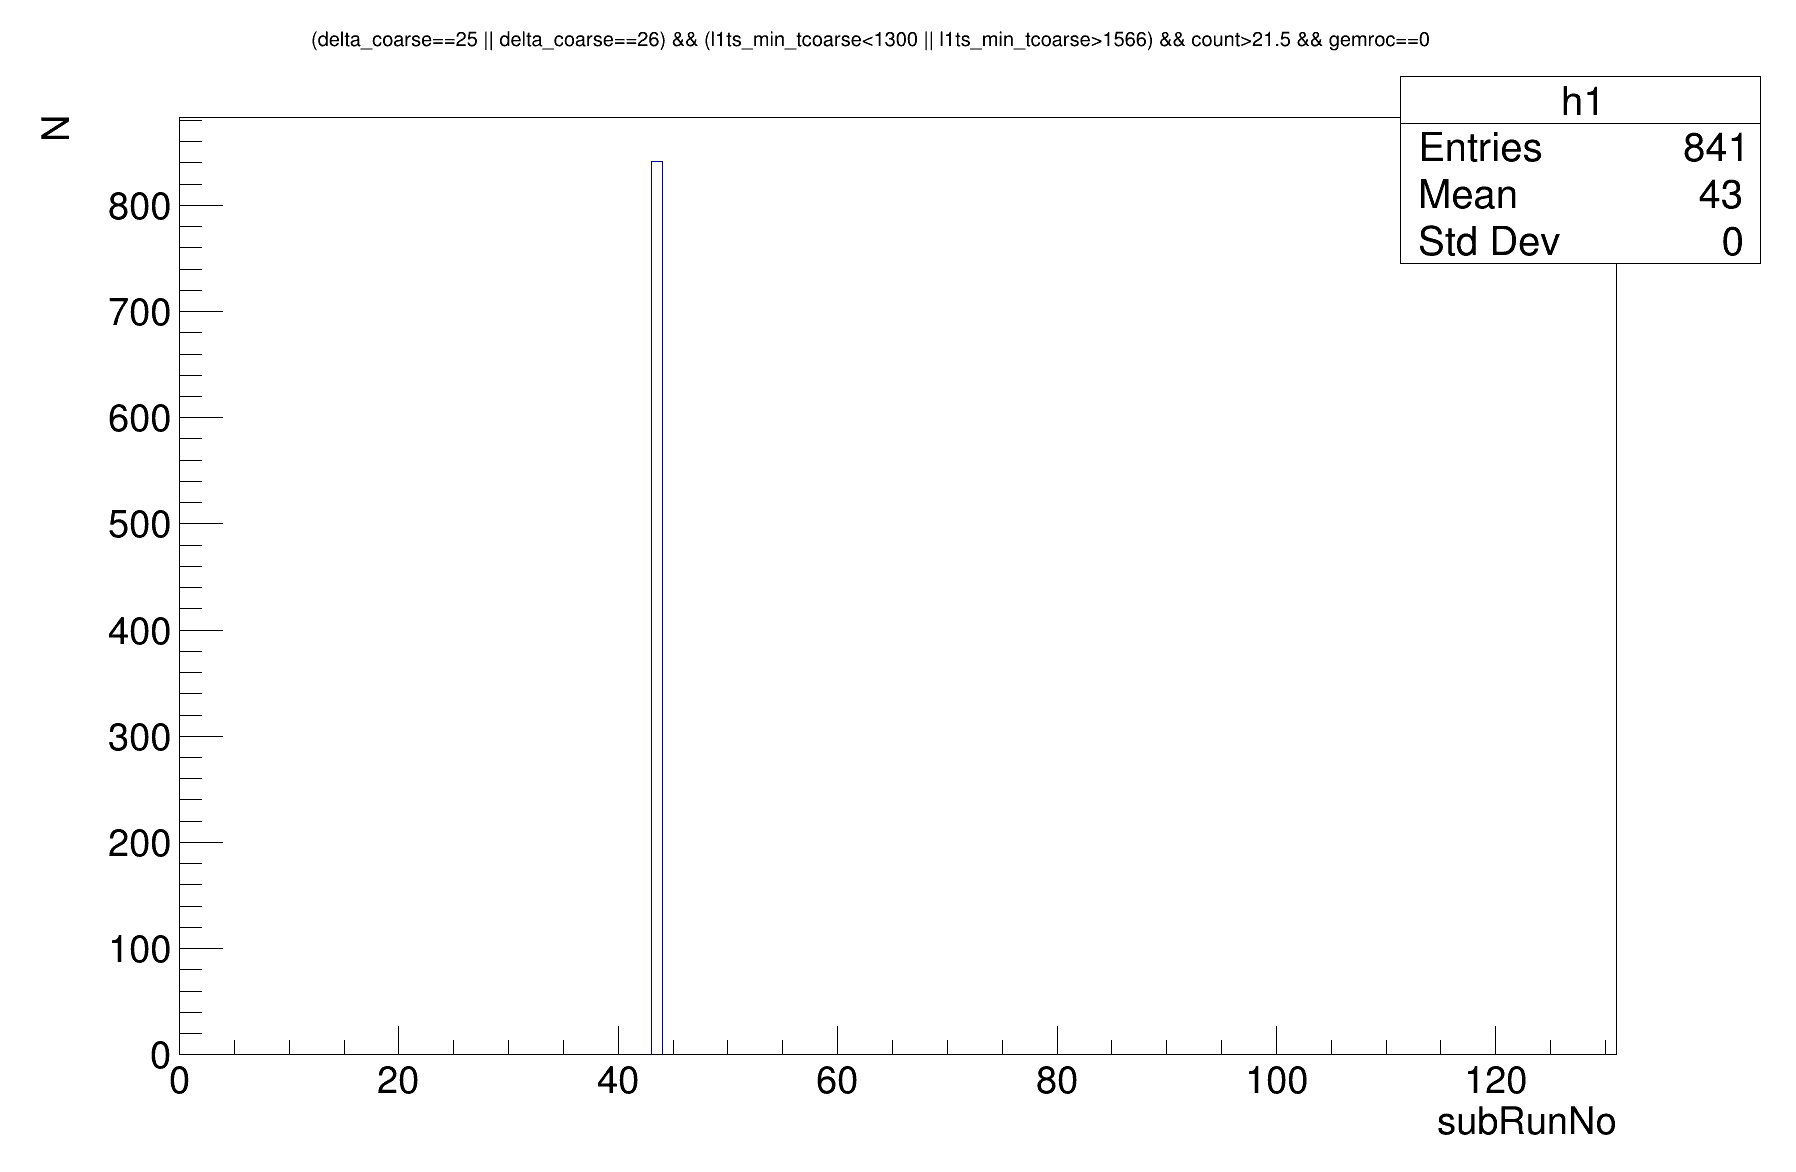 (delta_coarse==25 || delta_coarse==26) && (l1ts_min_tcoarse<1300 || l1ts_min_tcoarse>1566) && count>21.5 && gemroc==0
h1
Entries 841
Mean 43
Std Dev 0
N
800
700
600
500
400
300
200
100
0
0 20 40 60 80 100 120
subRunNo